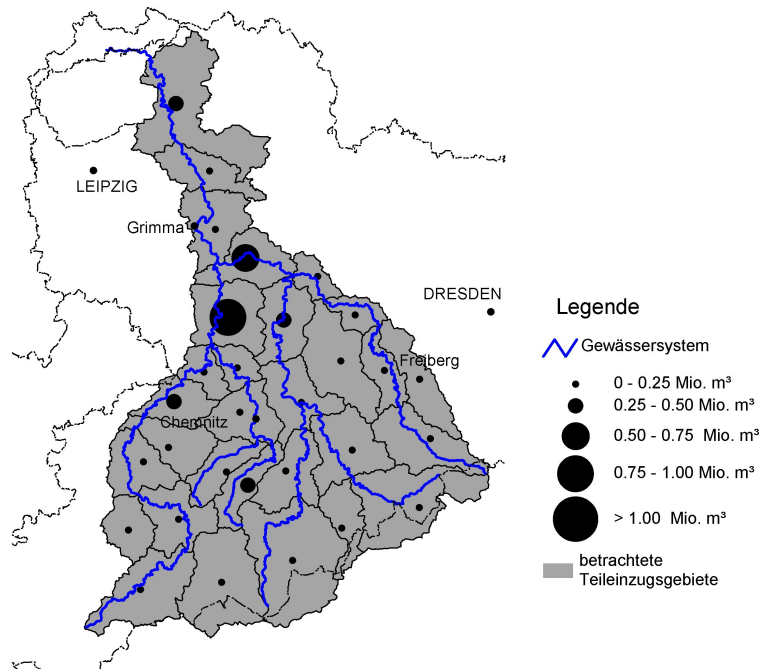 LEIPZIG
Grimma
DRESDEN
Freiberg
Chemnitz
Legende
Gewässersystem
0 - 0.25 Mio. m³
0.25 - 0.50 Mio. m³
0.50 - 0.75 Mio. m³
0.75 - 1.00 Mio. m³
> 1.00 Mio. m³
betrachtete
Teileinzugsgebiete